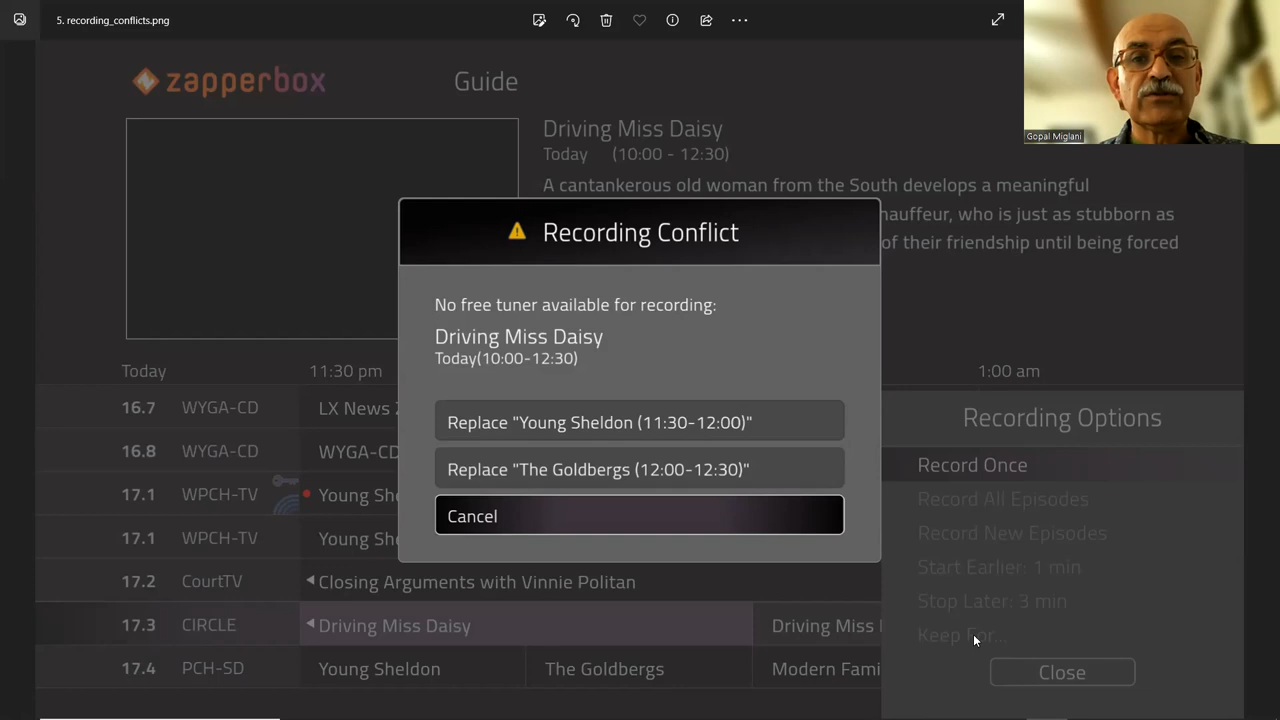 5. recording_conflicts.png
Gopal Miglani
zapperbox
Guide
Driving Miss Daisy
Today (10:00 - 12:30)
A cantankerous old woman from the South develops a meaningful
hauffeur, who is just as stubborn as
of their friendship until being forced
Recording Conflict
No free tuner available for recording:
Driving Miss Daisy
Today(10:00-12:30)
Replace "Young Sheldon (11:30-12:00)"
Replace "The Goldbergs (12:00-12:30)"
Cancel
Today 11:30 pm 1:00 am
16.7 WYGA-CD LX News
16.8 WYGA-CD WYGA-CD
17.1 WPCH-TV Young She
17.1 WPCH-TV Young She
17.2 CourtTV Closing Arguments with Vinnie Politan
17.3 CIRCLE Driving Miss Daisy Driving Miss
17.4 PCH-SD Young Sheldon The Goldbergs Modern Fami
Recording Options
Record Once
Record All Episodes
Record New Episodes
Start Earlier: 1 min
Stop Later: 3 min
Keep For...
Close